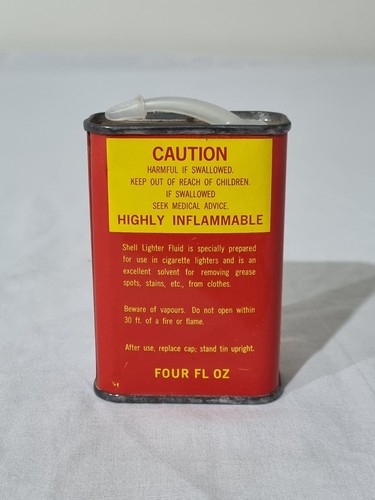 CAUTION
HARMFUL IF SWALLOWED.
KEEP OUT OF REACH OF CHILDREN.
IF SWALLOWED
SEEK MEDICAL ADVICE.
HIGHLY INFLAMMABLE
Shell Lighter Fluid is specially prepared
for use in cigarette lighters and is an
excellent solvent for removing grease
spots, stains, etc., from clothes.
Beware of vapours. Do not open within
30 ft. of a fire or flame.
After use, replace cap; stand tin upright.
FOUR FL OZ